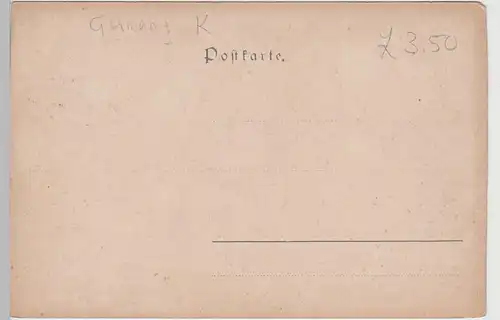 Germany K
£3.50
Postkarte.